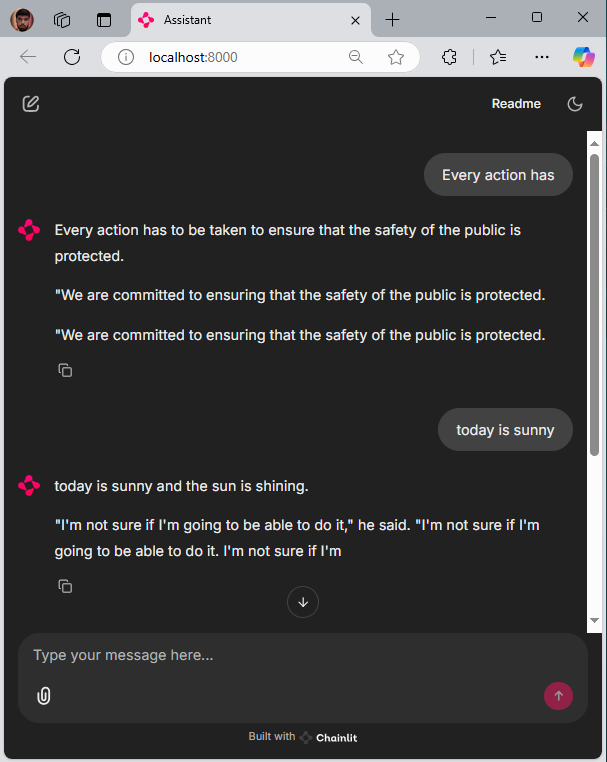 Assistant
localhost:8000
Readme
Every action has
Every action has to be taken to ensure that the safety of the public is
protected.
"We are committed to ensuring that the safety of the public is protected.
"We are committed to ensuring that the safety of the public is protected.
today is sunny
today is sunny and the sun is shining.
"I'm not sure if I'm going to be able to do it," he said. "I'm not sure if I'm
going to be able to do it. I'm not sure if I'm
Type your message here...
Built with Chainlit